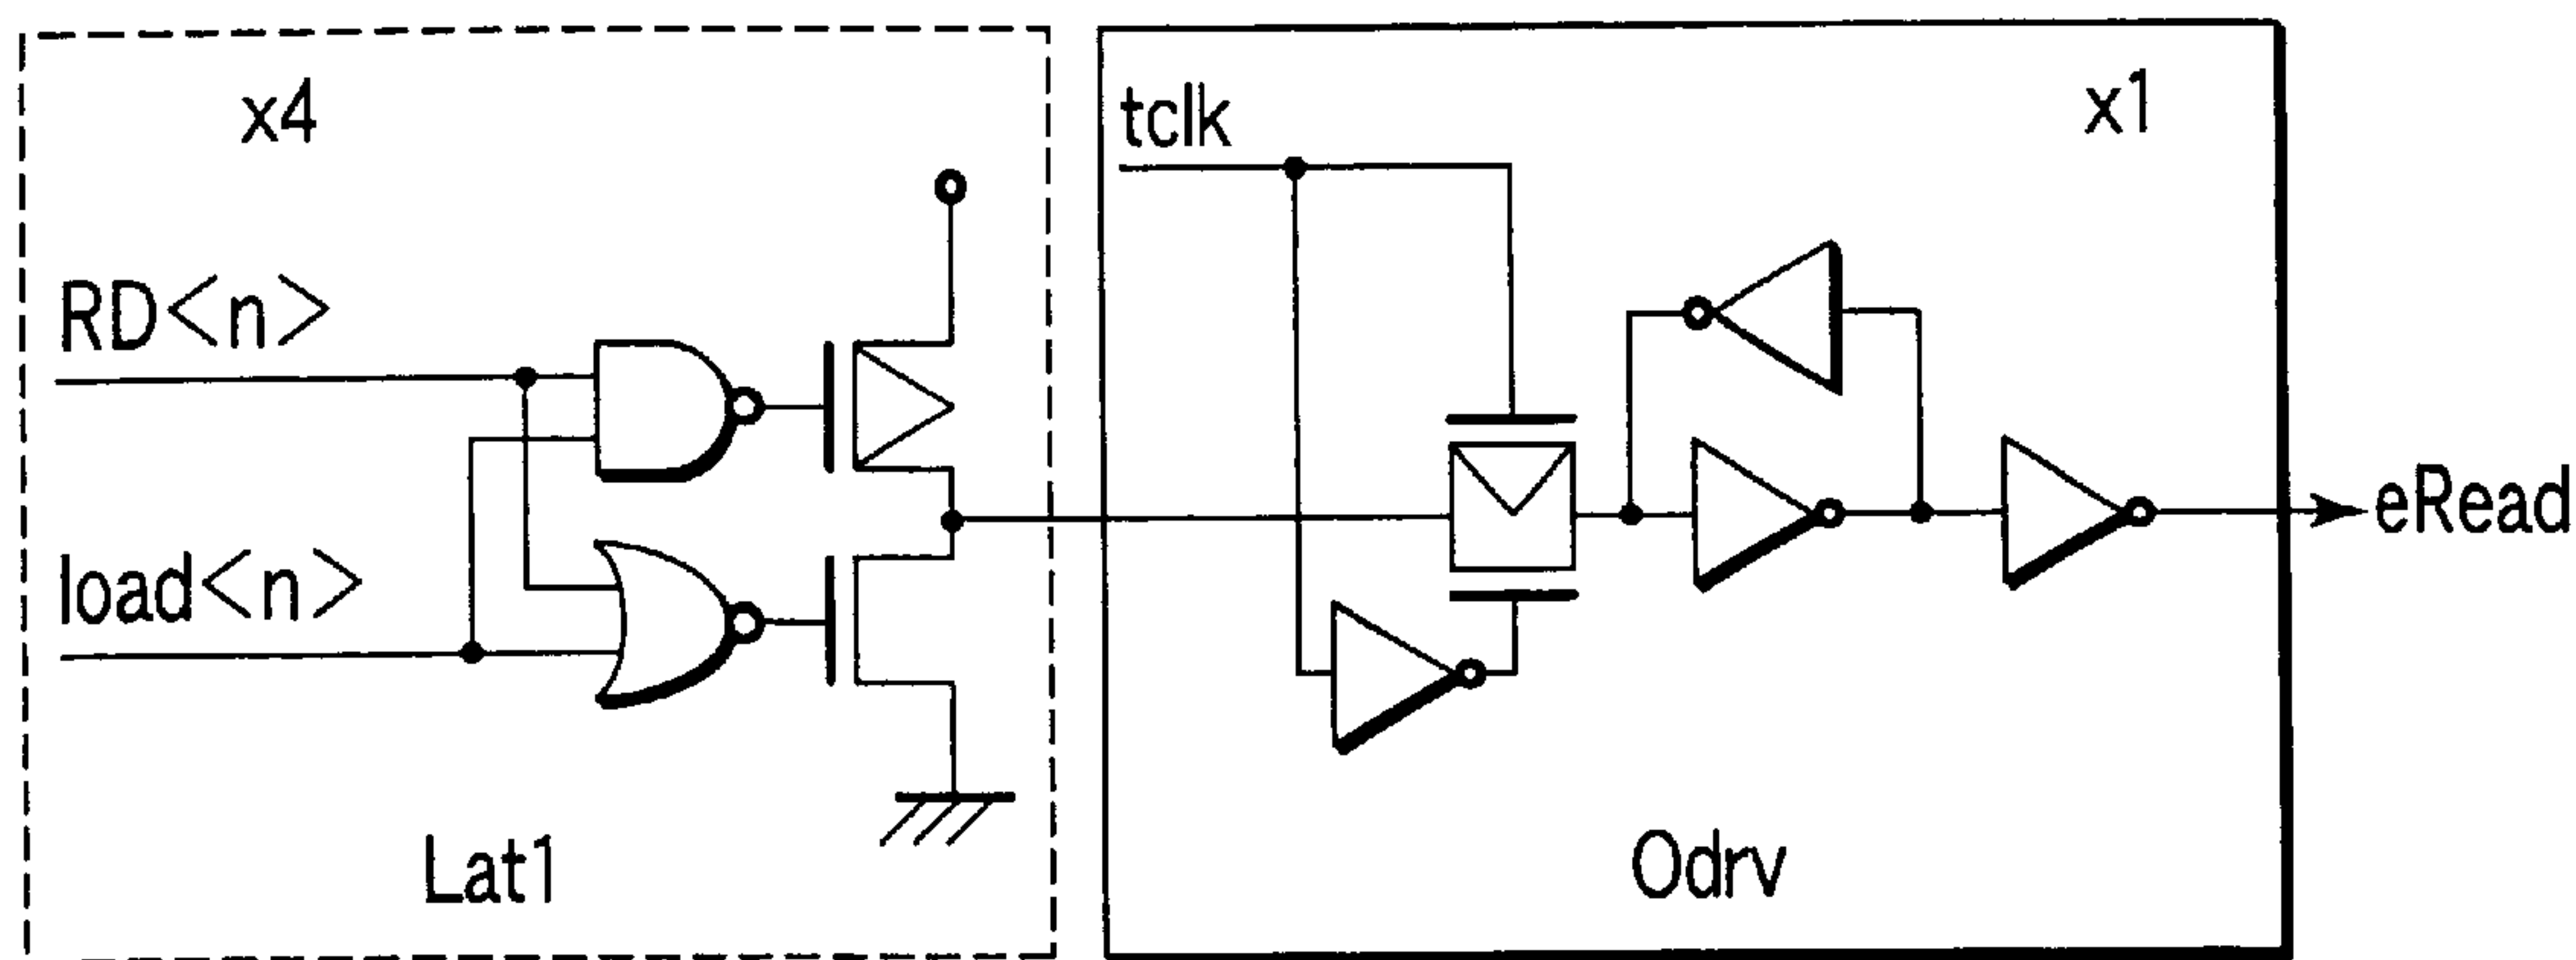 x4
RD<n>
load<n>
Lat1
tclk
x1
Odrv
eRead